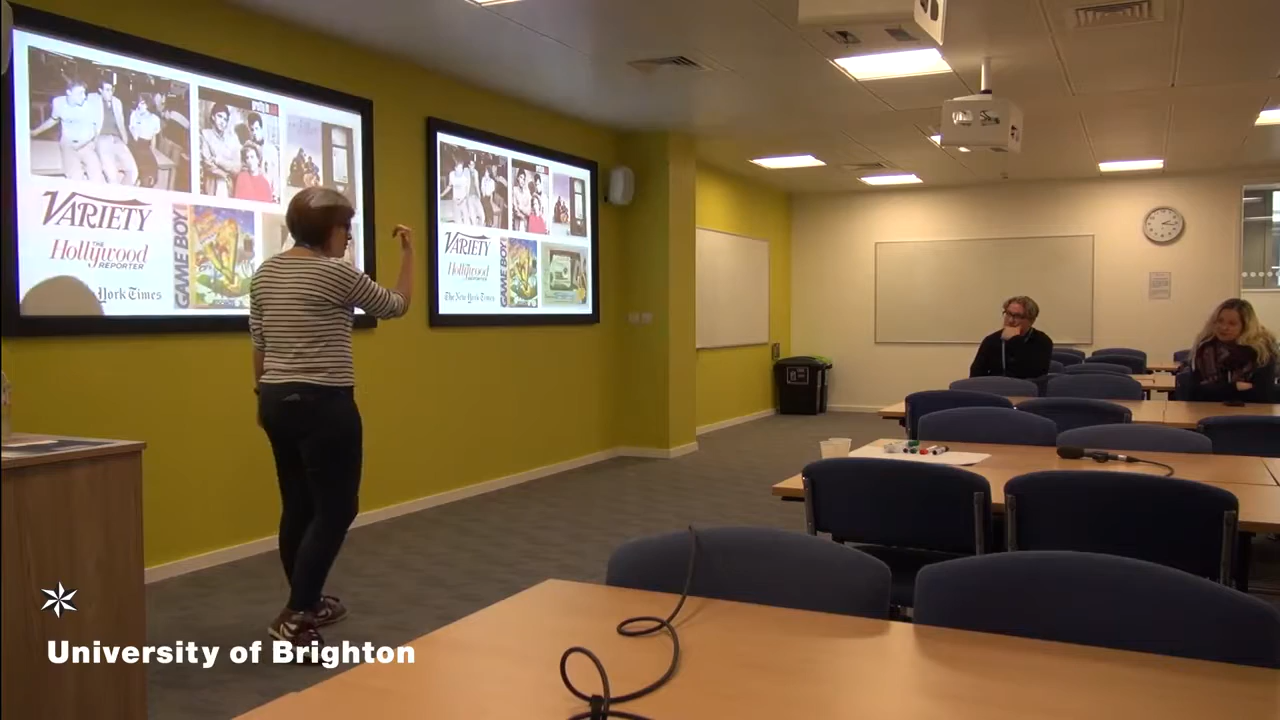 VARIETY
THE
Hollywood
REPORTER
York Times
GAME BOY
VARIETY
Hollywood
REPORTER
The New York Times
GAME BOY
University of Brighton